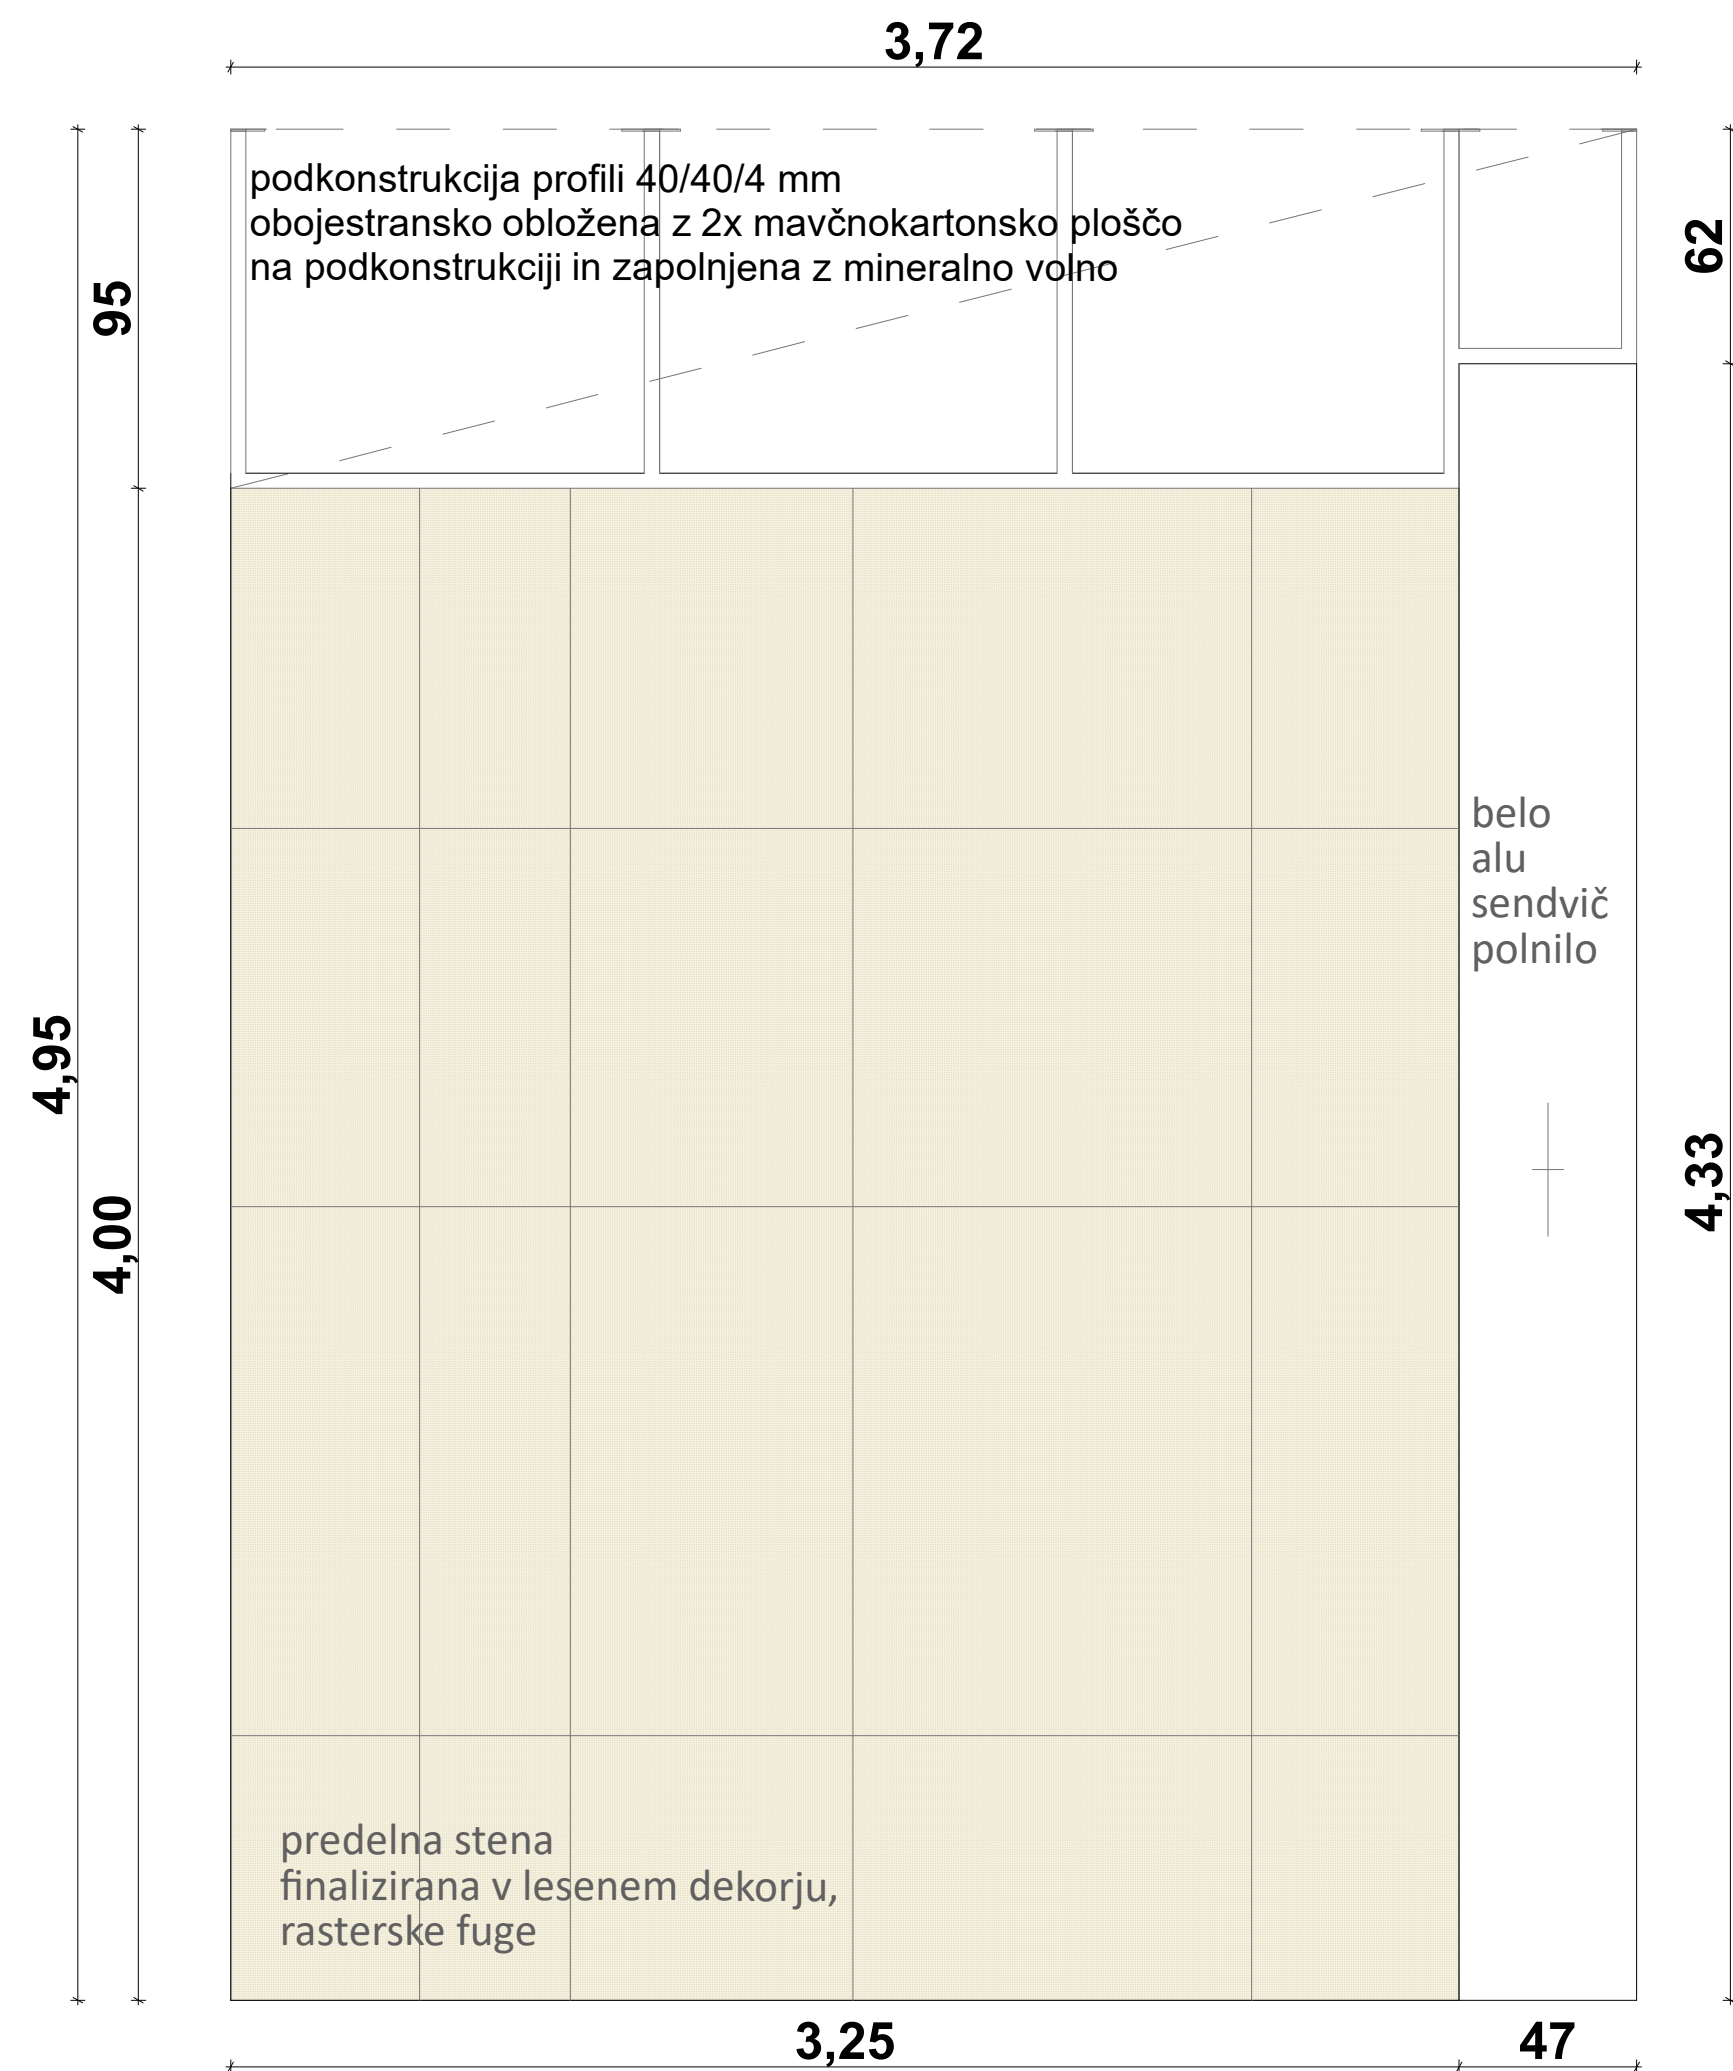 3,72
podkonstrukcija profili 40/40/4 mm
obojestransko obložena z 2x mavčnokartonsko ploščo
na podkonstrukciji in zapolnjena z mineralno volno
62
95
belo
alu
sendvič
polnilo
4,95
4,00
4,33
predelna stena
finalizirana v lesenem dekorju,
rasterske fuge
3,25
47